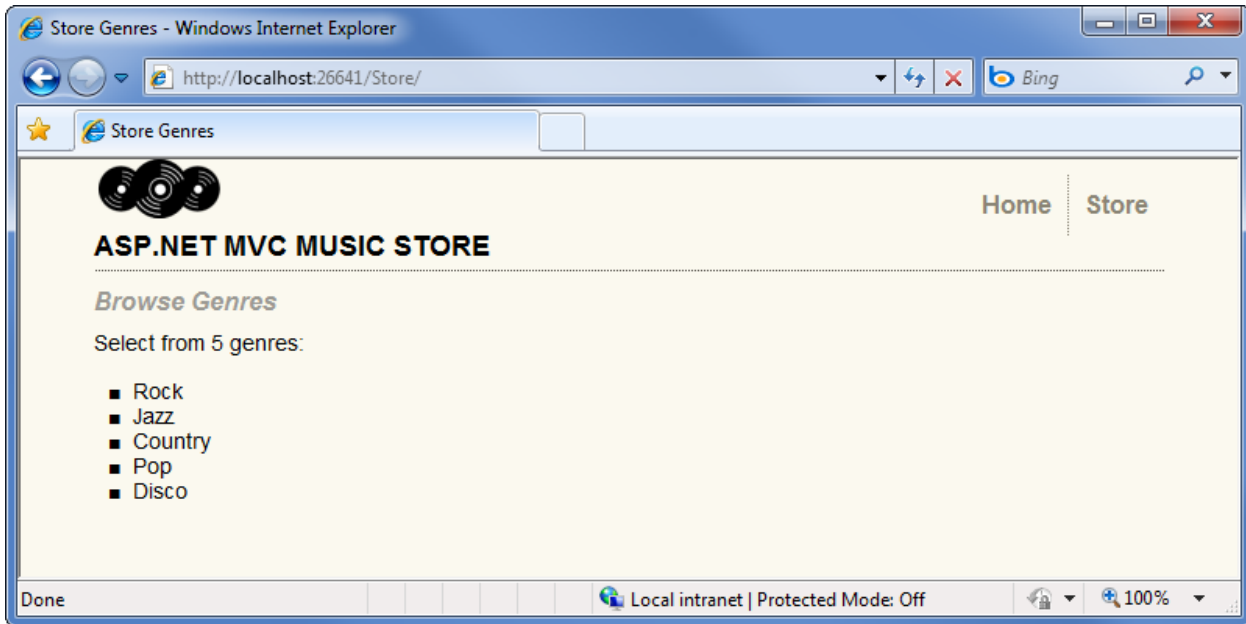 Store Genres - Windows Internet Explorer
http://localhost:26641/Store/
Bing
Store Genres
Home
Store
ASP.NET MVC MUSIC STORE
Browse Genres
Select from 5 genres:
Rock
Jazz
Country
Pop
Disco
Done
Local intranet | Protected Mode: Off
100%